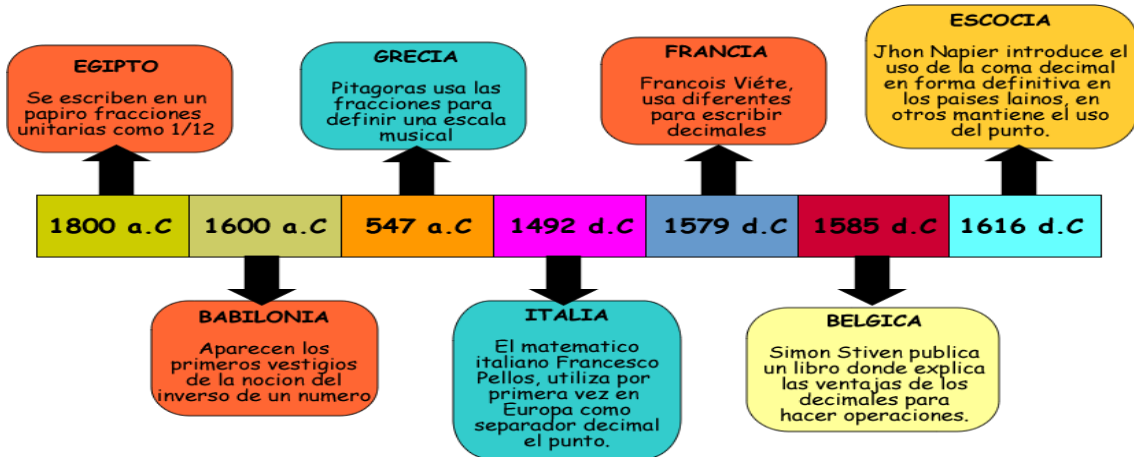 EGIPTO
Se escriben en un
papiro fracciones
unitarias como 1/12
GRECIA
Pitagoras usa las
fracciones para
definir una escala
musical
FRANCIA
Francois Viéte,
usa diferentes
para escribir
decimales
ESCOCIA
Jhon Napier introduce el
uso de la coma decimal
en forma definitiva en
los paises lainos, en
otros mantiene el uso
del punto.
1800 a.C
1600 a.C
547 a.C
1492 d.C
1579 d.C
1585 d.C
1616 d.C
BABILONIA
Aparecen los
primeros vestigios
de la nocion del
inverso de un numero
ITALIA
El matematico
italiano Francesco
Pellos, utiliza por
primera vez en
Europa como
separador decimal
el punto.
BELGICA
Simon Stiven publica
un libro donde explica
las ventajas de los
decimales para
hacer operaciones.